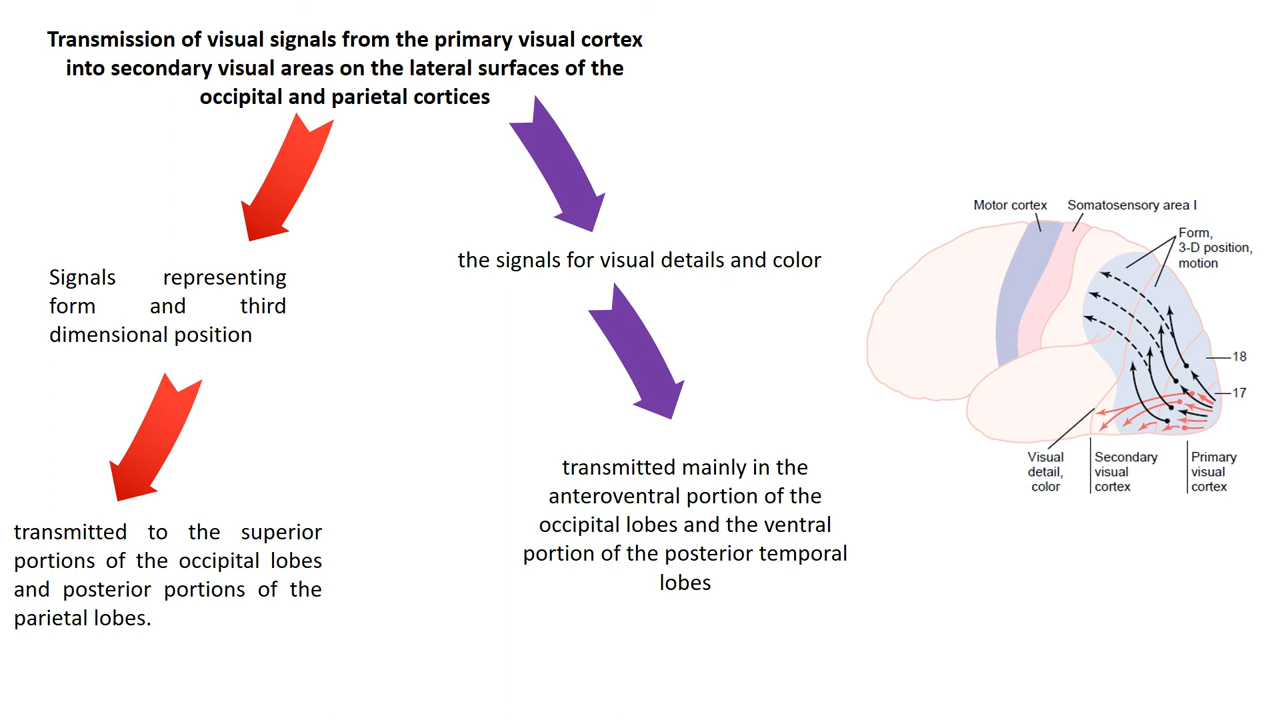 Transmission of visual signals from the primary visual cortex
into secondary visual areas on the lateral surfaces of the
occipital and parietal cortices
Signals representing
form and third
dimensional position
transmitted to the superior
portions of the occipital lobes
and posterior portions of the
parietal lobes.
the signals for visual details and color
transmitted mainly in the
anteroventral portion of the
occipital lobes and the ventral
portion of the posterior temporal
lobes
Motor cortex
Somatosensory area I
Form,
3-D position,
motion
18
17
Visual
detail,
color
Secondary
visual
cortex
Primary
visual
cortex